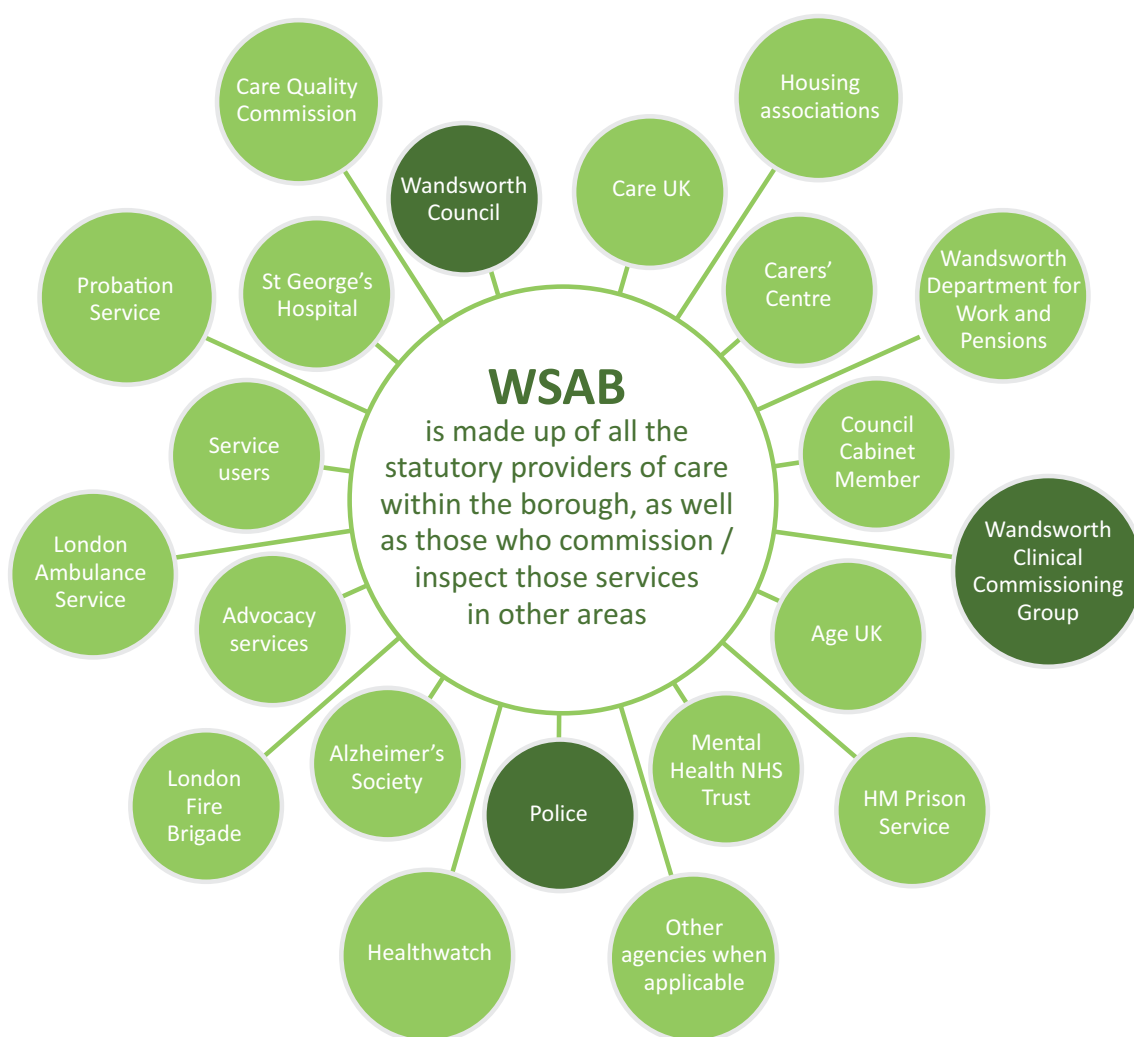 Care Quality
Commission
Housing
associations
Wandsworth
Council
Care UK
Probation
Service
St George’s
Hospital
Carers’
Centre
Wandsworth
Department for
Work and
Pensions
WSAB
is made up of all the
statutory providers of care
within the borough, as well
as those who commission /
inspect those services
in other areas
Service
users
Council
Cabinet
Member
London
Ambulance
Service
Wandsworth
Clinical
Commissioning
Group
Advocacy
services
Age UK
London
Fire
Brigade
Alzheimer’s
Society
Police
Mental
Health NHS
Trust
HM Prison
Service
Healthwatch
Other
agencies when
applicable